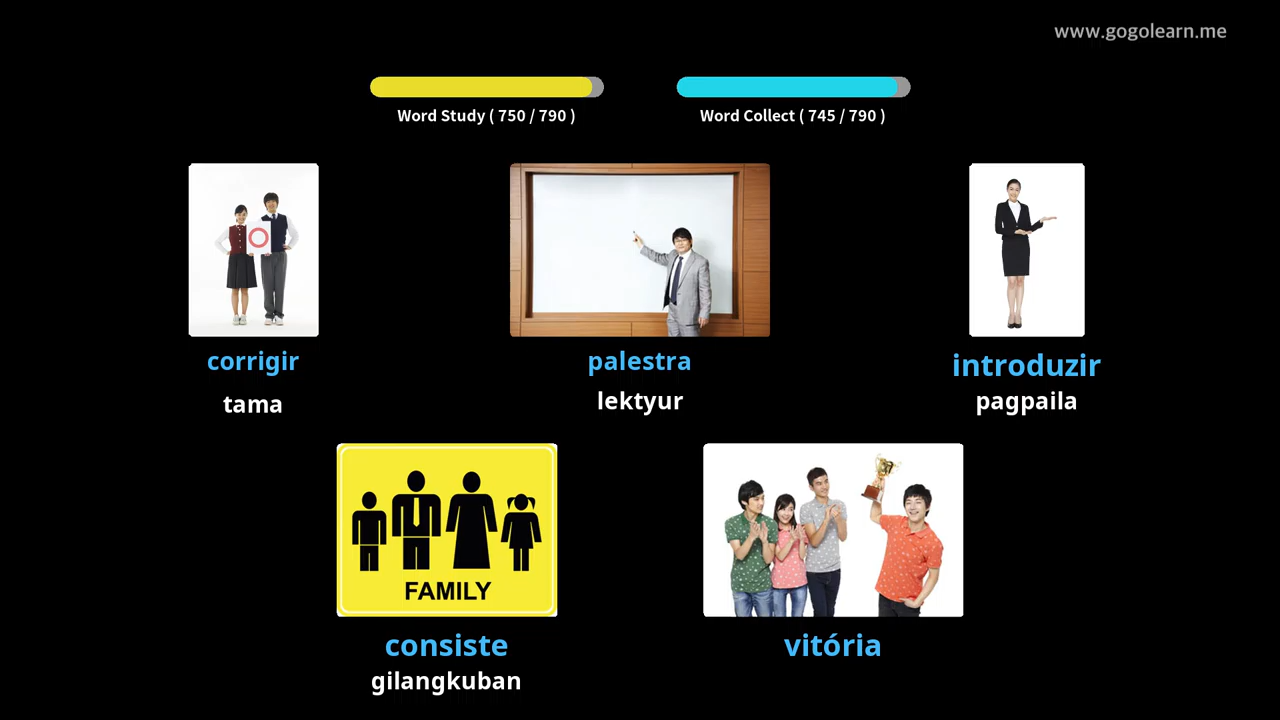 www.gogolearn.me
Word Study ( 750 / 790 )
Word Collect ( 745 / 790 )
corrigir
tama
palestra
lektyur
introduzir
pagpaila
FAMILY
consiste
gilangkuban
vitória